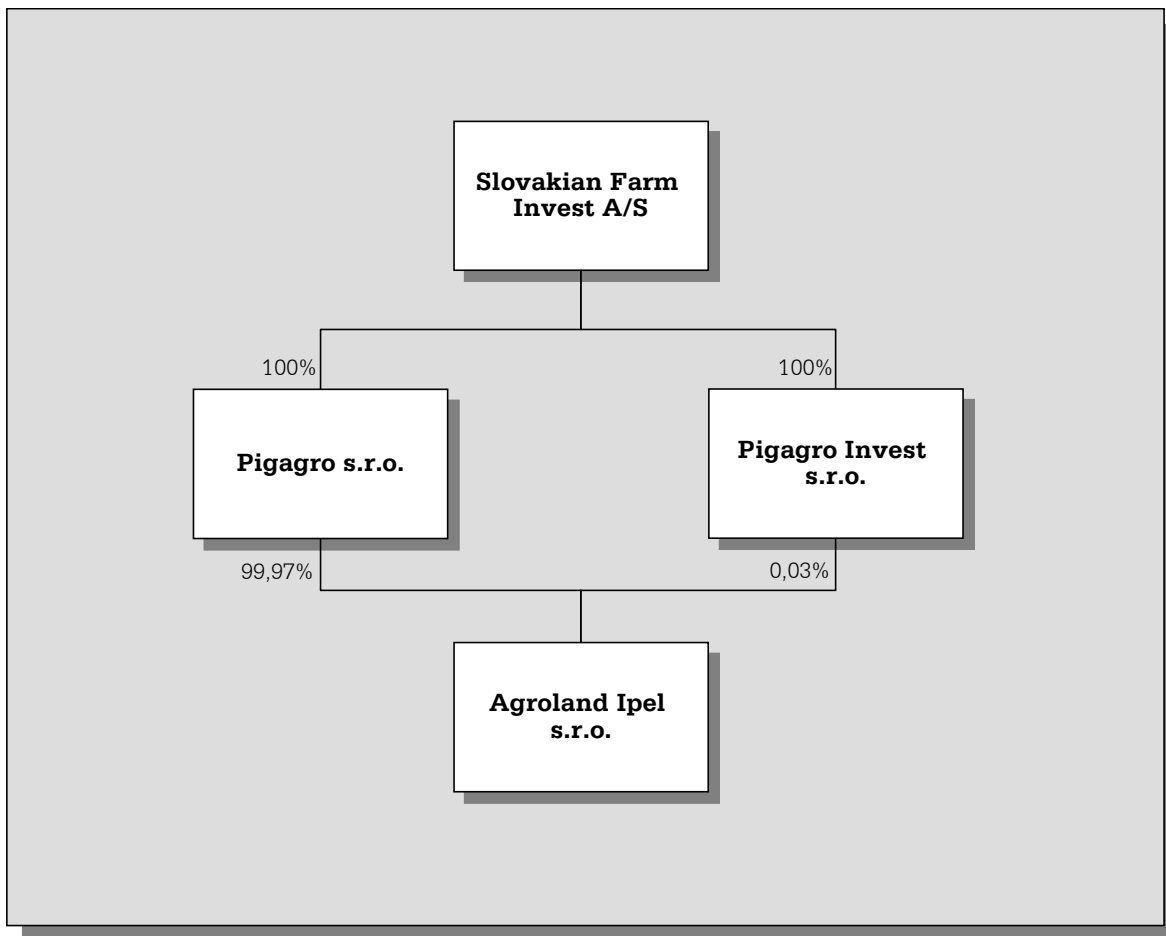 Slovakian Farm
Invest A/S
100%
100%
Pigagro s.r.o.
Pigagro Invest
s.r.o.
99,97%
0,03%
Agroland Ipel
s.r.o.